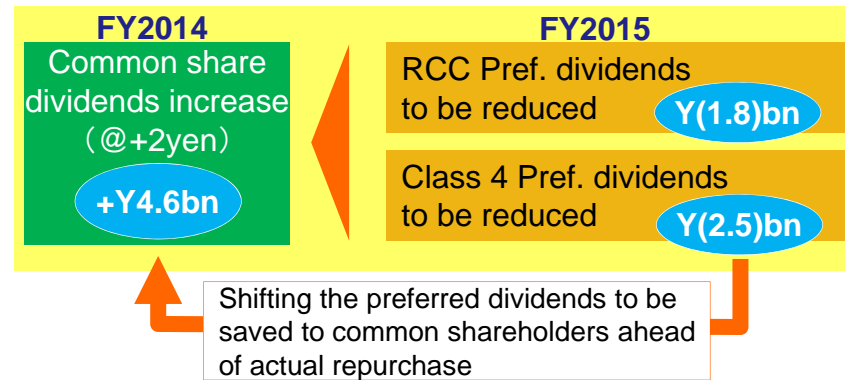 FY2014
Common share
dividends increase
（@+2yen）
+Y4.6bn
FY2015
RCC Pref. dividends
to be reduced
Y(1.8)bn
Class 4 Pref. dividends
to be reduced
Y(2.5)bn
Shifting the preferred dividends to be
saved to common shareholders ahead
of actual repurchase